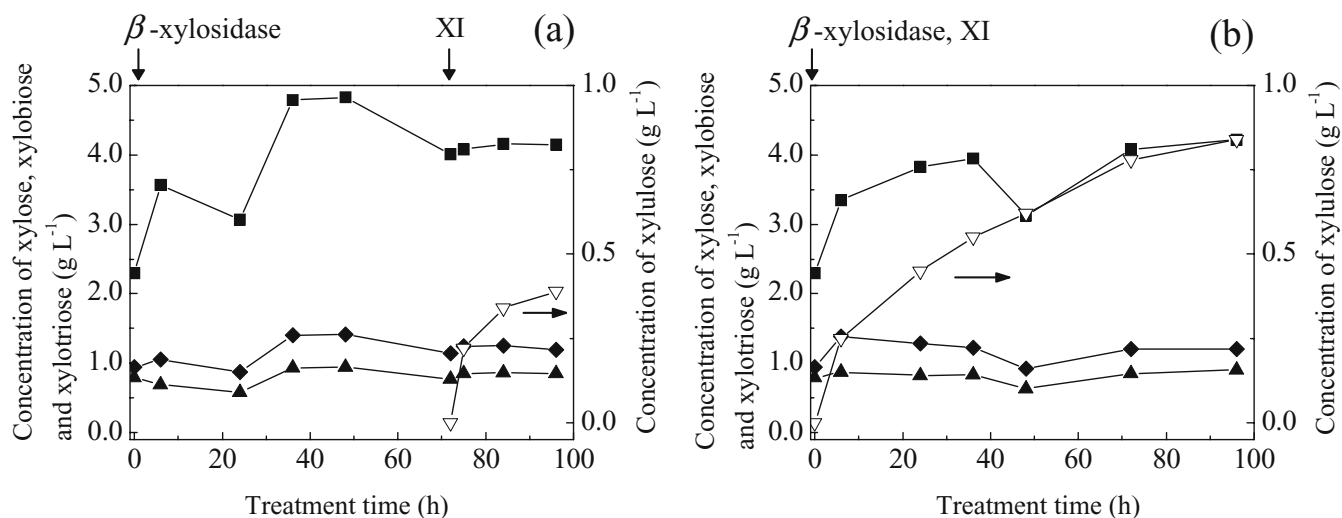 β-xylosidase
XI
(a)
Concentration of xylose, xylobiose
and xylotriose (g L⁻¹)
5.0
4.0
3.0
2.0
1.0
0.0
1.0
0.5
0.0
Concentration of xylulose (g L⁻¹)
0 20 40 60 80 100
Treatment time (h)
β-xylosidase, XI
(b)
Concentration of xylose, xylobiose
and xylotriose (g L⁻¹)
5.0
4.0
3.0
2.0
1.0
0.0
1.0
0.5
0.0
Concentration of xylulose (g L⁻¹)
0 20 40 60 80 100
Treatment time (h)